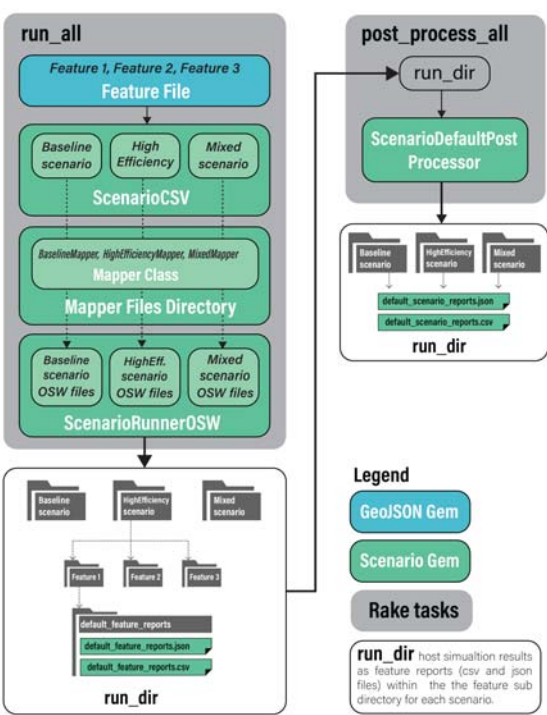 run_all
Feature 1, Feature 2, Feature 3
Feature File
Baseline scenario
High Efficiency
Mixed scenario
ScenarioCSV
BaselineMapper, HighEfficiencyMapper, MixedMapper
Mapper Class
Mapper Files Directory
Baseline scenario OSW files
HighEff. scenario OSW files
Mixed scenario OSW files
ScenarioRunnerOSW
Baseline scenario
HighEfficiency scenario
Mixed scenario
Feature 1
Feature 2
Feature 3
default_feature_reports
default_feature_reports.json
default_feature_reports.csv
run_dir
post_process_all
run_dir
ScenarioDefaultPost
Processor
Baseline scenario
HighEfficiency scenario
Mixed scenario
default_scenario_reports.json
default_scenario_reports.csv
run_dir
Legend
GeoJSON Gem
Scenario Gem
Rake tasks
run_dir host simualtion results
as feature reports (csv and json
files) within the the feature sub
directory for each scenario.